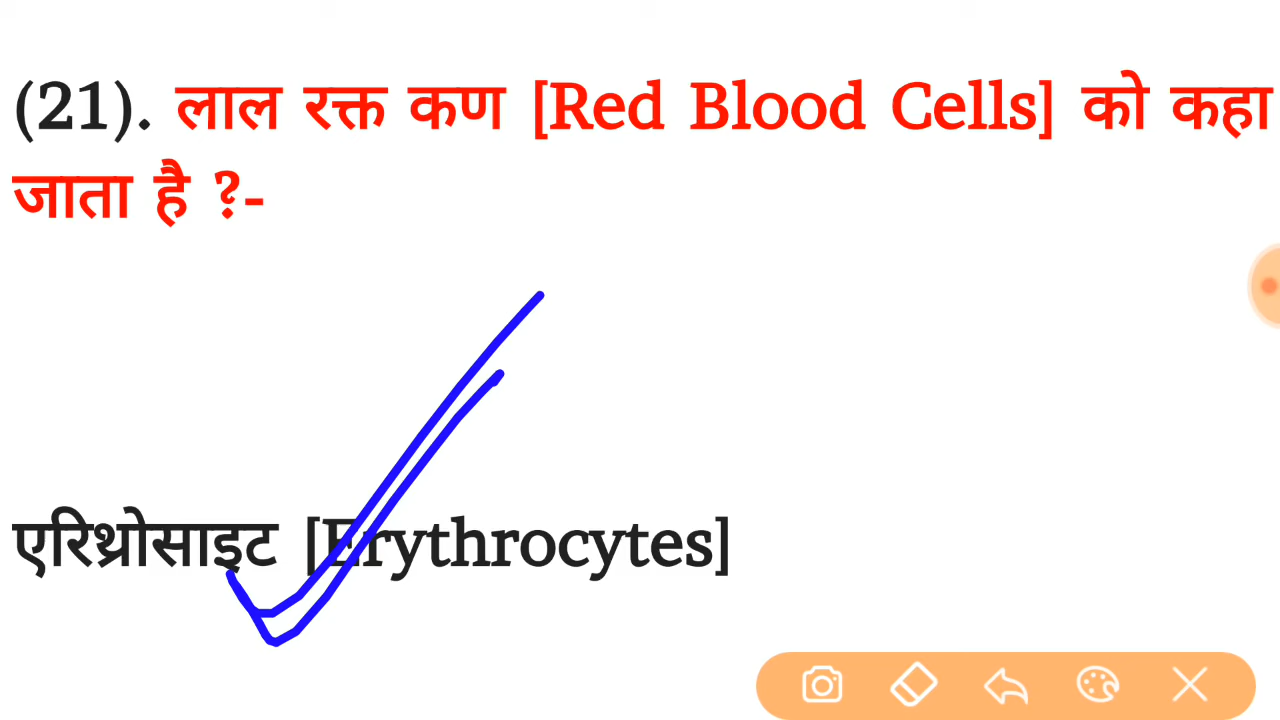 (21). लाल रक्त कण [Red Blood Cells] को कहा
जाता है ?-
एरिथ्रोसाइट [Erythrocytes]